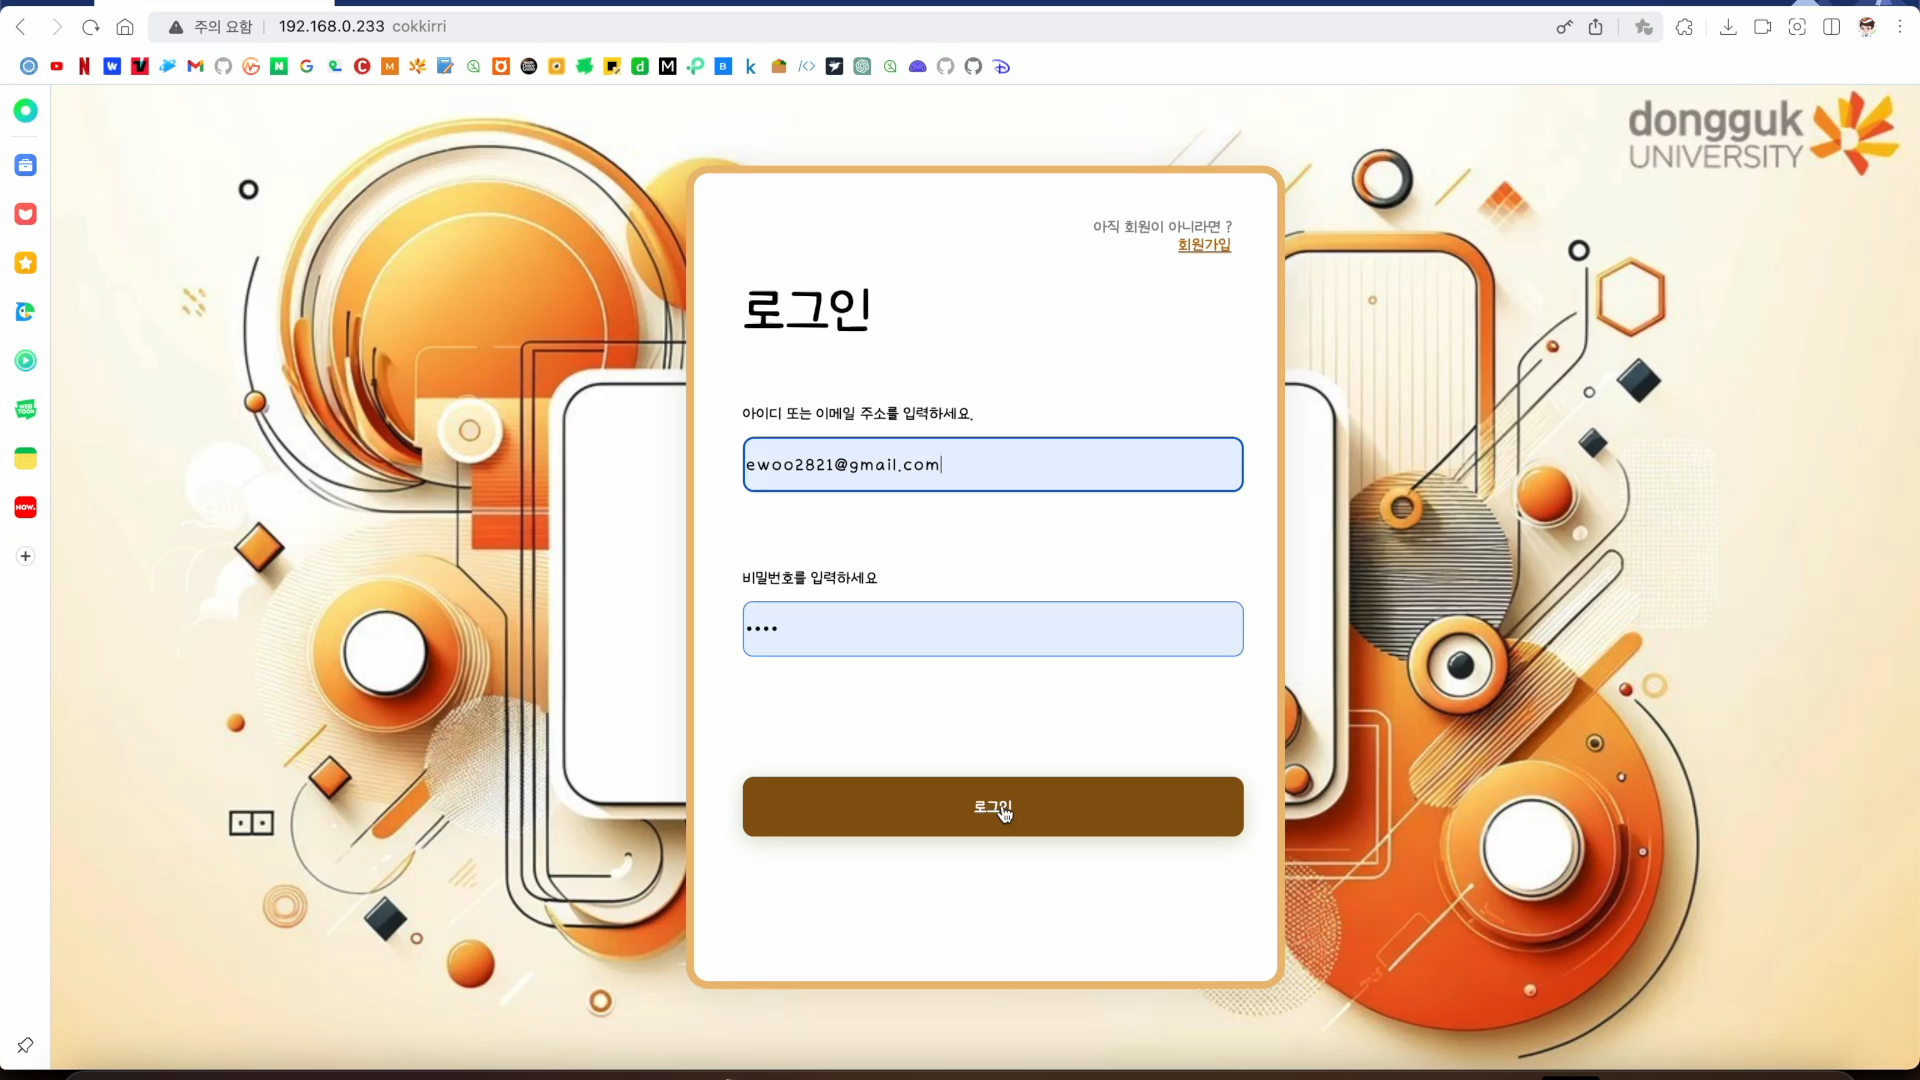 주의 요함
192.168.0.233 cokkirri
dongguk
UNIVERSITY
아직 회원이 아니라면 ?
회원가입
로그인
아이디 또는 이메일 주소를 입력하세요.
ewoo2821@gmail.com
비밀번호를 입력하세요
••••
로그인
WEB
TOON
NOW.